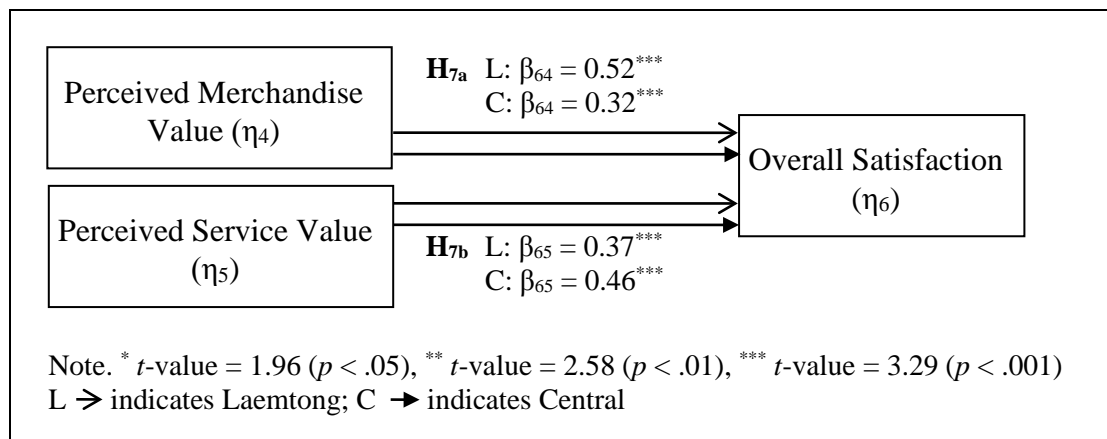 Perceived Merchandise
Value (η4)
H7a L: β64 = 0.52***
C: β64 = 0.32***
Overall Satisfaction
(η6)
Perceived Service Value
(η5)
H7b L: β65 = 0.37***
C: β65 = 0.46***
Note. * t-value = 1.96 (p < .05), ** t-value = 2.58 (p < .01), *** t-value = 3.29 (p < .001)
L → indicates Laemtong; C → indicates Central